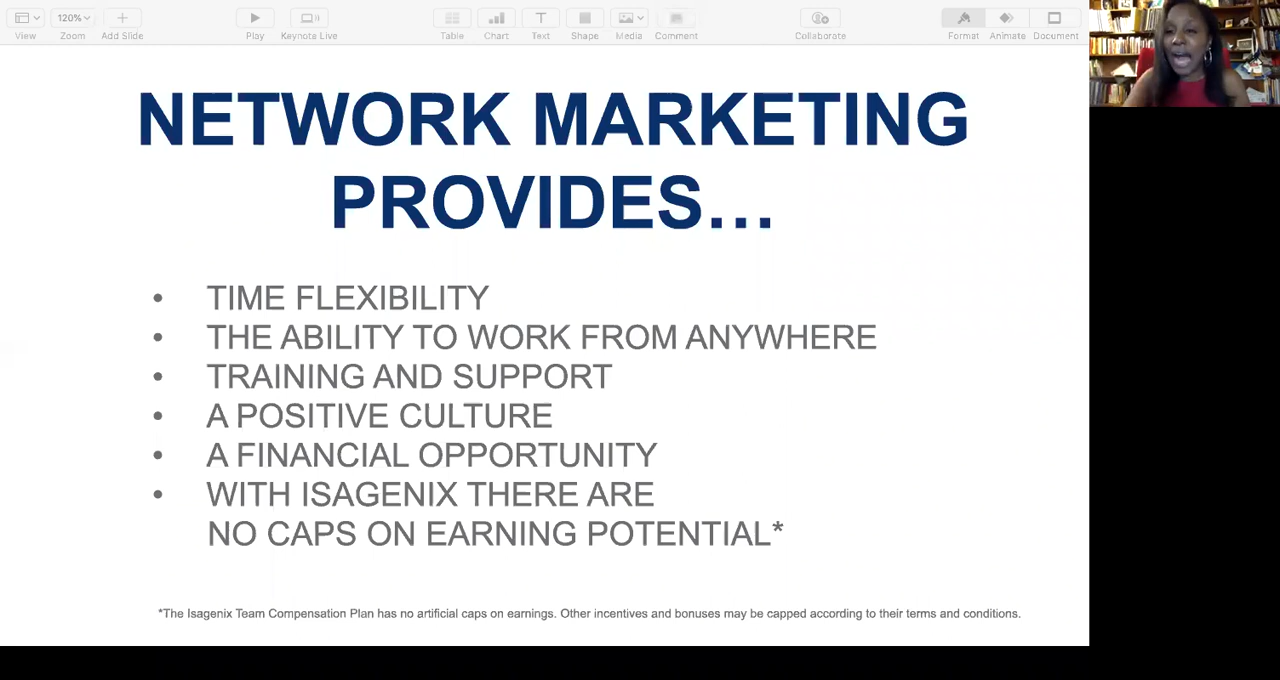 View
120%
Zoom
Add Slide
Play
Keynote Live
Table
Chart
Text
Shape
Media
Comment
Collaborate
Format
Animate
Document
NETWORK MARKETING
PROVIDES...
• TIME FLEXIBILITY
• THE ABILITY TO WORK FROM ANYWHERE
• TRAINING AND SUPPORT
• A POSITIVE CULTURE
• A FINANCIAL OPPORTUNITY
• WITH ISAGENIX THERE ARE
NO CAPS ON EARNING POTENTIAL*
*The Isagenix Team Compensation Plan has no artificial caps on earnings. Other incentives and bonuses may be capped according to their terms and conditions.